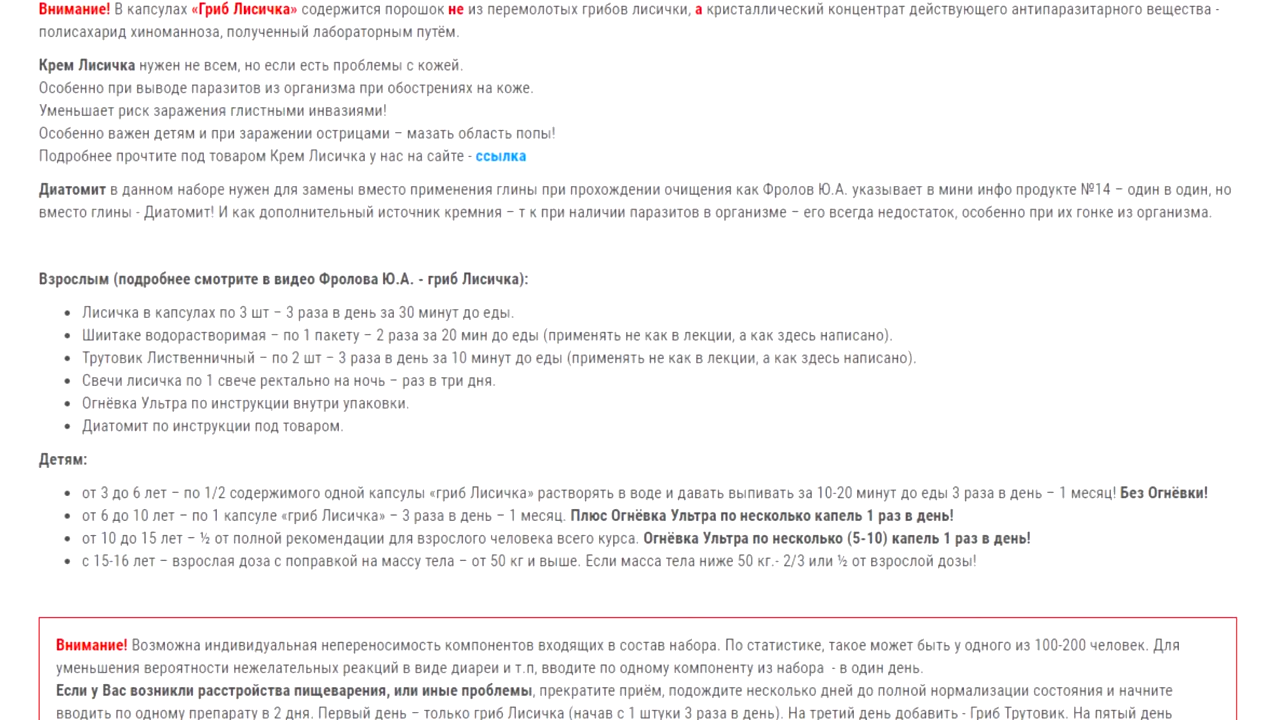 Внимание! В капсулах «Гриб Лисичка» содержится порошок не из перемолотых грибов лисички, а кристаллический концентрат действующего антипаразитарного вещества -
полисахарид хиноманноза, полученный лабораторным путём.
Крем Лисичка нужен не всем, но если есть проблемы с кожей.
Особенно при выводе паразитов из организма при обострениях на коже.
Уменьшает риск заражения глистными инвазиями!
Особенно важен детям и при заражении острицами – мазать область попы!
Подробнее прочтите под товаром Крем Лисичка у нас на сайте - ссылка
Диатомит в данном наборе нужен для замены вместо применения глины при прохождении очищения как Фролов Ю.А. указывает в мини инфо продукте №14 – один в один, но
вместо глины - Диатомит! И как дополнительный источник кремния – т к при наличии паразитов в организме – его всегда недостаток, особенно при их гонке из организма.
Взрослым (подробнее смотрите в видео Фролова Ю.А. - гриб Лисичка):
• Лисичка в капсулах по 3 шт – 3 раза в день за 30 минут до еды.
• Шиитаке водорастворимая – по 1 пакету – 2 раза за 20 мин до еды (применять не как в лекции, а как здесь написано).
• Трутовик Лиственничный – по 2 шт – 3 раза в день за 10 минут до еды (применять не как в лекции, а как здесь написано).
• Свечи лисичка по 1 свече ректально на ночь – раз в три дня.
• Огнёвка Ультра по инструкции внутри упаковки.
• Диатомит по инструкции под товаром.
Детям:
• от 3 до 6 лет – по 1/2 содержимого одной капсулы «гриб Лисичка» растворять в воде и давать выпивать за 10-20 минут до еды 3 раза в день – 1 месяц! Без Огнёвки!
• от 6 до 10 лет – по 1 капсуле «гриб Лисичка» – 3 раза в день – 1 месяц. Плюс Огнёвка Ультра по несколько капель 1 раз в день!
• от 10 до 15 лет – ½ от полной рекомендации для взрослого человека всего курса. Огнёвка Ультра по несколько (5-10) капель 1 раз в день!
• с 15-16 лет – взрослая доза с поправкой на массу тела – от 50 кг и выше. Если масса тела ниже 50 кг.- 2/3 или ½ от взрослой дозы!
Внимание! Возможна индивидуальная непереносимость компонентов входящих в состав набора. По статистике, такое может быть у одного из 100-200 человек. Для
уменьшения вероятности нежелательных реакций в виде диареи и т.п, вводите по одному компоненту из набора - в один день.
Если у Вас возникли расстройства пищеварения, или иные проблемы, прекратите приём, подождите несколько дней до полной нормализации состояния и начните
вводить по одному препарату в 2 дня. Первый день – только гриб Лисичка (начав с 1 штуки 3 раза в день). На третий день добавить - Гриб Трутовик. На пятый день